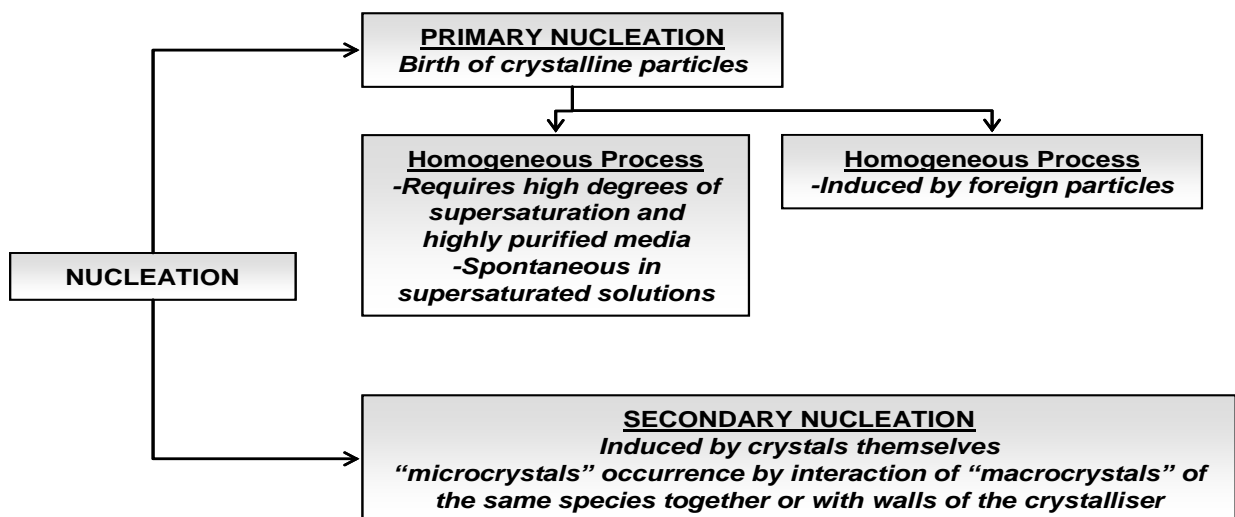 PRIMARY NUCLEATION
Birth of crystalline particles
Homogeneous Process
-Requires high degrees of
supersaturation and
highly purified media
-Spontaneous in
supersaturated solutions
Homogeneous Process
-Induced by foreign particles
NUCLEATION
SECONDARY NUCLEATION
Induced by crystals themselves
“microcrystals” occurrence by interaction of “macrocrystals” of
the same species together or with walls of the crystalliser